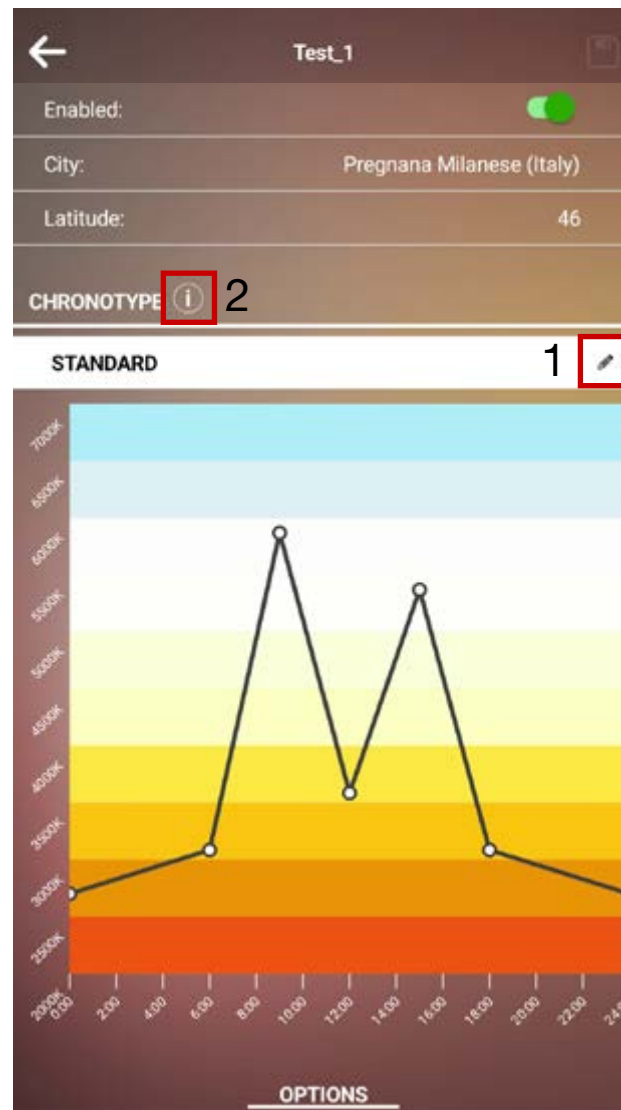 Test_1
Enabled:
City: Pregnana Milanese (Italy)
Latitude: 46
CHRONOTYPE i 2
STANDARD 1
7000K
6500K
6000K
5500K
5000K
4500K
4000K
3500K
3000K
2500K
2000K
0:00 2:00 4:00 6:00 8:00 10:00 12:00 14:00 16:00 18:00 20:00 22:00
OPTIONS